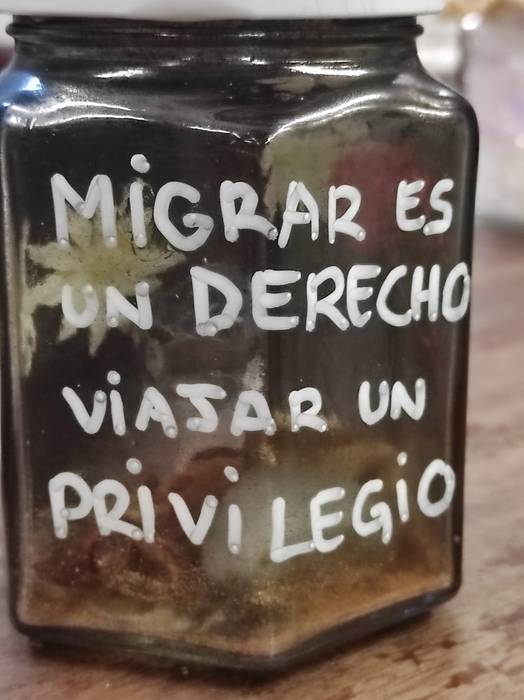 MiGRAR ES
UN DERECHO
ViAJAR UN
PRiViLEGiO